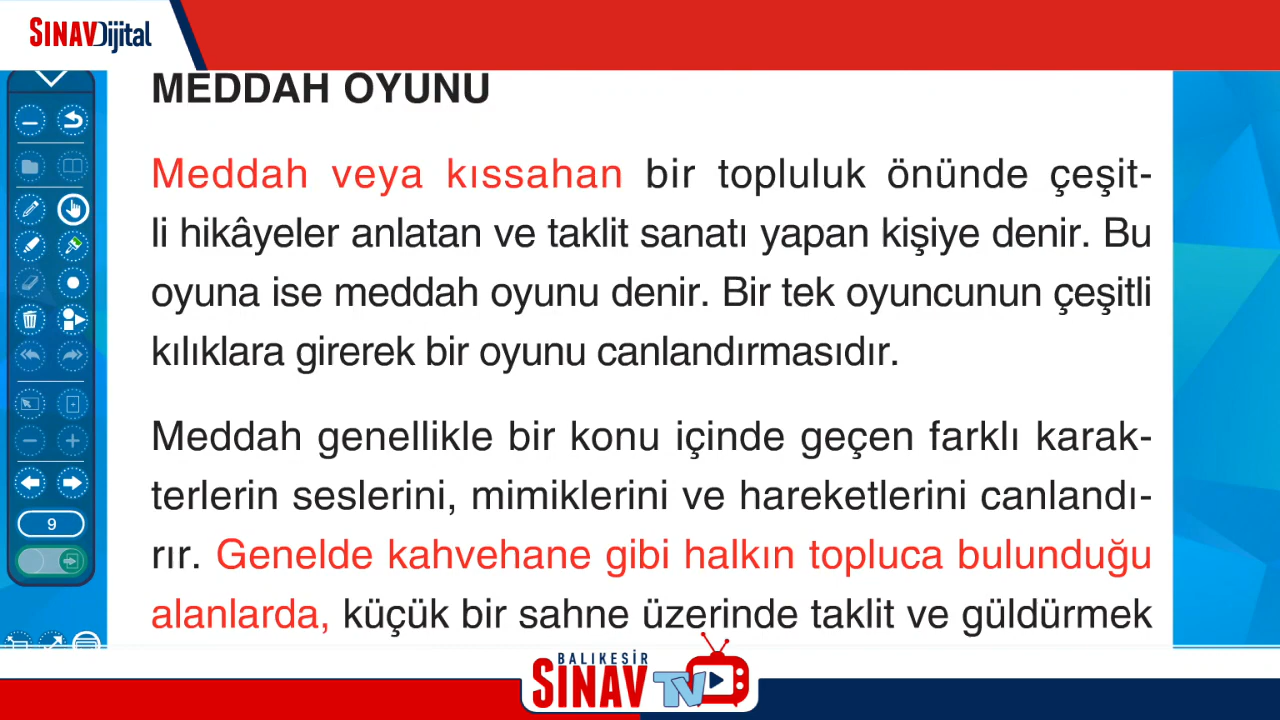 SINAVDijital
MEDDAH OYUNU
Meddah veya kıssahan bir topluluk önünde çeşit-
li hikâyeler anlatan ve taklit sanatı yapan kişiye denir. Bu
oyuna ise meddah oyunu denir. Bir tek oyuncunun çeşitli
kılıklara girerek bir oyunu canlandırmasıdır.
Meddah genellikle bir konu içinde geçen farklı karak-
terlerin seslerini, mimiklerini ve hareketlerini canlandı-
rır. Genelde kahvehane gibi halkın topluca bulunduğu
alanlarda, küçük bir sahne üzerinde taklit ve güldürmek
9
BALIKESİR
SINAV TV